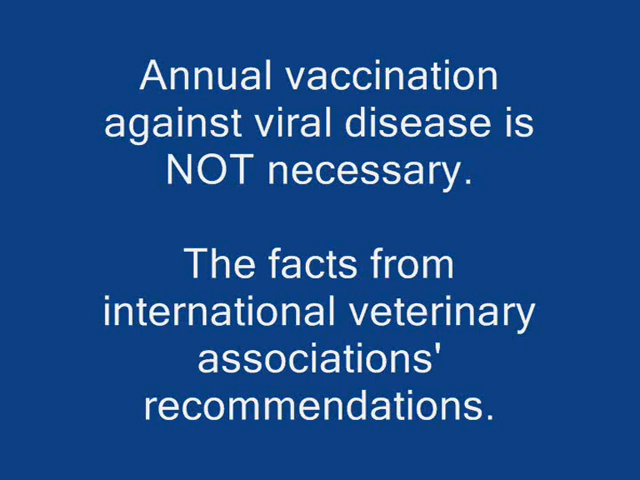 Annual vaccination
against viral disease is
NOT necessary.
The facts from
international veterinary
associations'
recommendations.